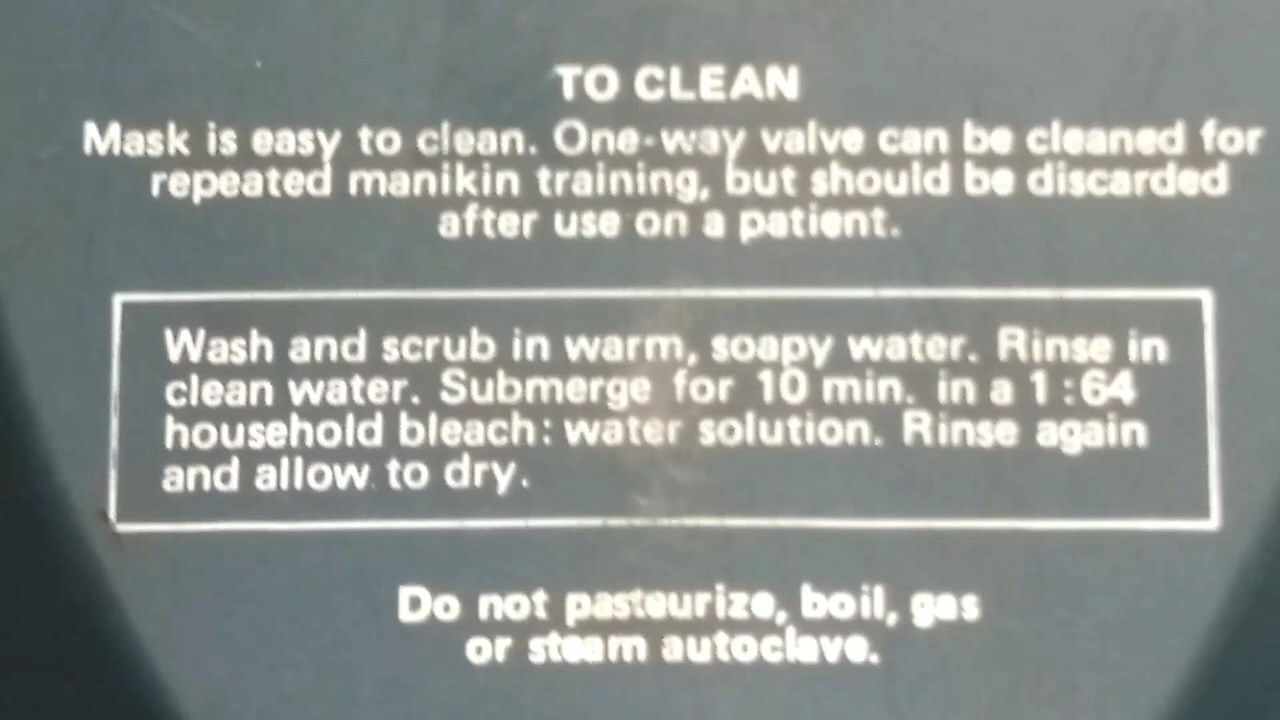 TO CLEAN
Mask is easy to clean. One-way valve can be cleaned for
repeated manikin training, but should be discarded
after use on a patient.
Wash and scrub in warm, soapy water. Rinse in
clean water. Submerge for 10 min. in a 1:64
household bleach: water solution. Rinse again
and allow to dry.
Do not pasteurize, boil, gas
or steam autoclave.